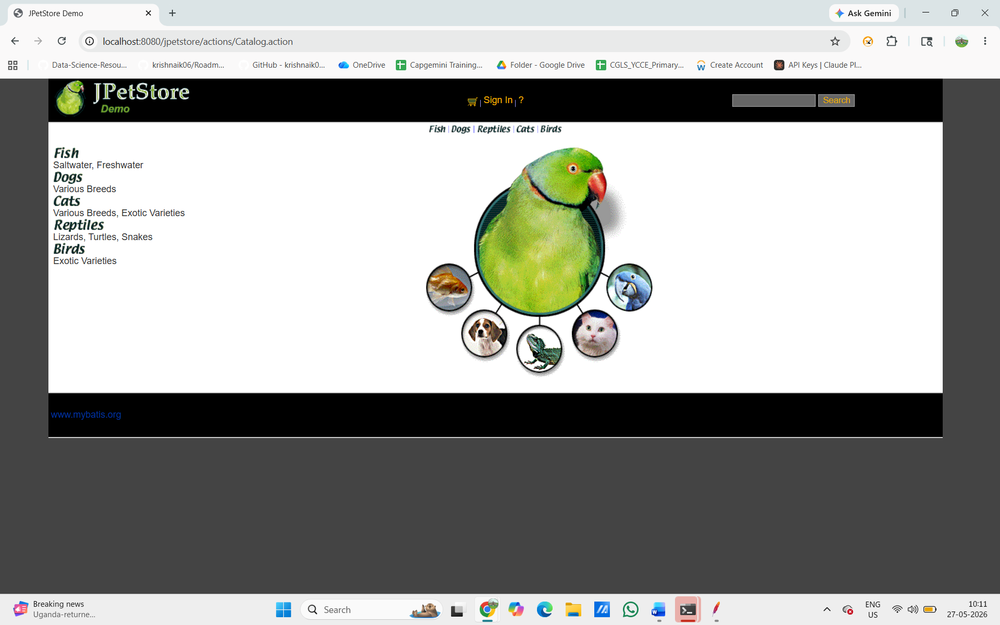 JPetStore Demo
Ask Gemini
localhost:8080/jpetstore/actions/Catalog.action
Data-Science-Resou...
krishnaik06/Roadm...
GitHub - krishnaik0...
OneDrive
Capgemini Training...
Folder - Google Drive
CGLS_YCCE_Primary...
Create Account
API Keys | Claude Pl...
JPetStore
Demo
Sign In
?
Search
Fish | Dogs | Reptiles | Cats | Birds
Fish
Saltwater, Freshwater
Dogs
Various Breeds
Cats
Various Breeds, Exotic Varieties
Reptiles
Lizards, Turtles, Snakes
Birds
Exotic Varieties
www.mybatis.org
Breaking news
Uganda-returne...
Search
ENG
US
10:11
27-05-2026